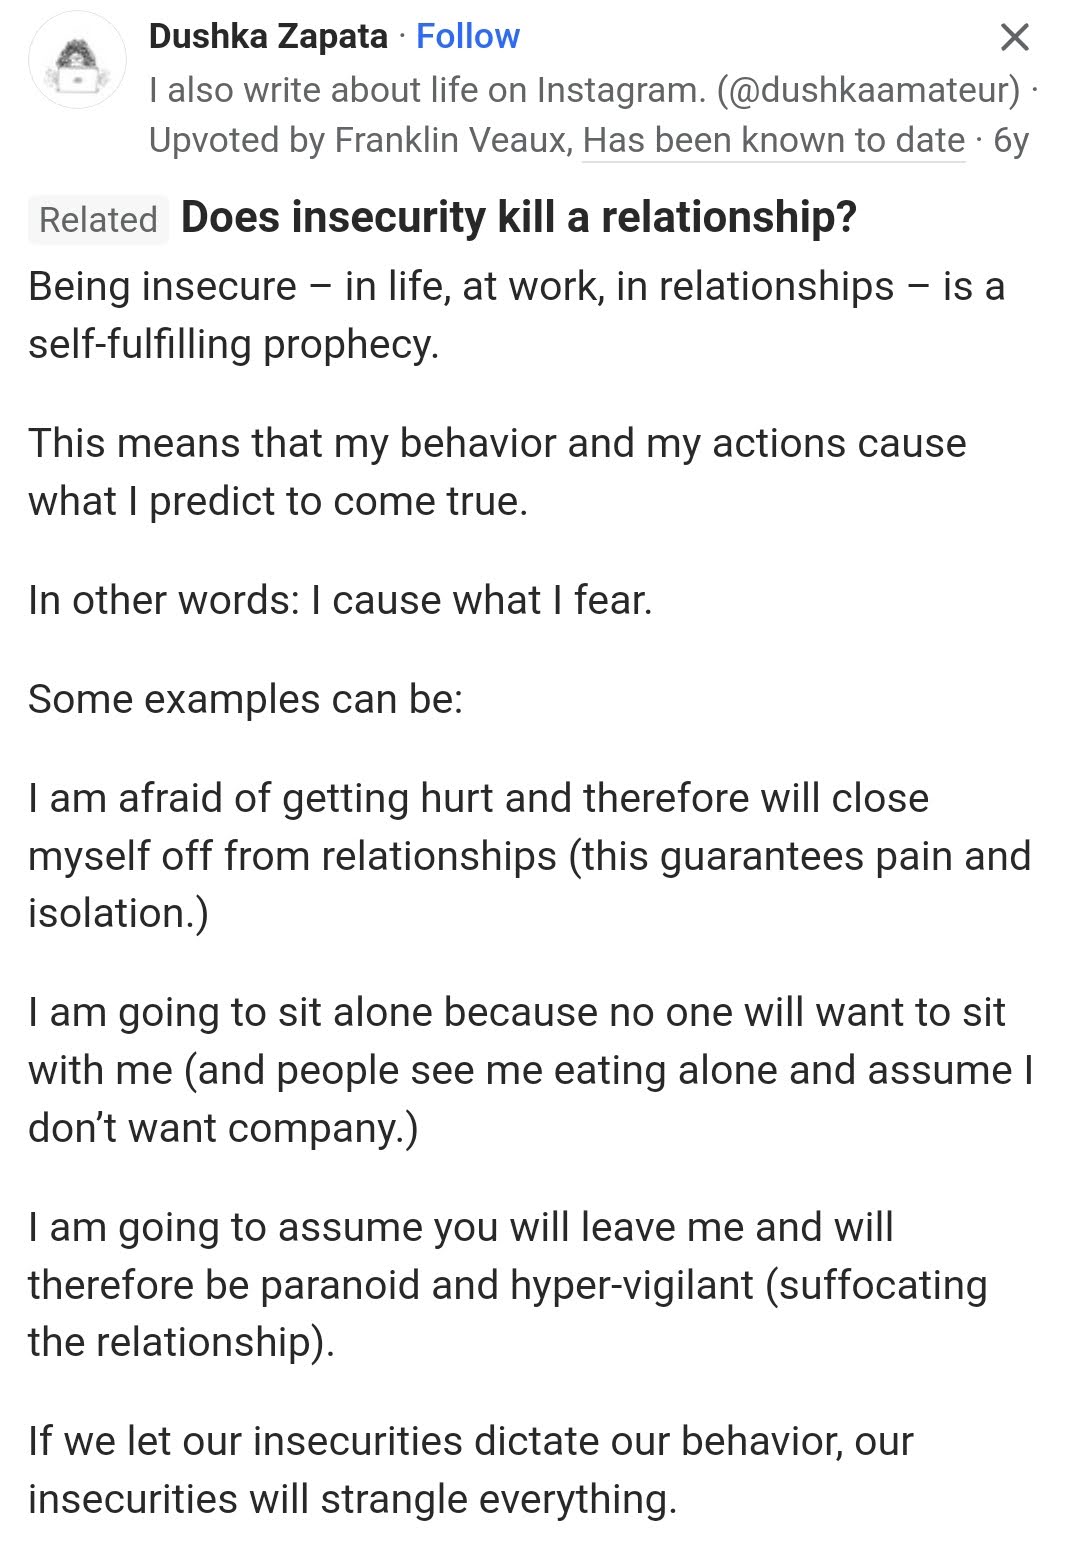 Dushka Zapata · Follow
I also write about life on Instagram. (@dushkaamateur) ·
Upvoted by Franklin Veaux, Has been known to date · 6y
Related Does insecurity kill a relationship?
Being insecure – in life, at work, in relationships – is a
self-fulfilling prophecy.
This means that my behavior and my actions cause
what I predict to come true.
In other words: I cause what I fear.
Some examples can be:
I am afraid of getting hurt and therefore will close
myself off from relationships (this guarantees pain and
isolation.)
I am going to sit alone because no one will want to sit
with me (and people see me eating alone and assume I
don’t want company.)
I am going to assume you will leave me and will
therefore be paranoid and hyper-vigilant (suffocating
the relationship).
If we let our insecurities dictate our behavior, our
insecurities will strangle everything.